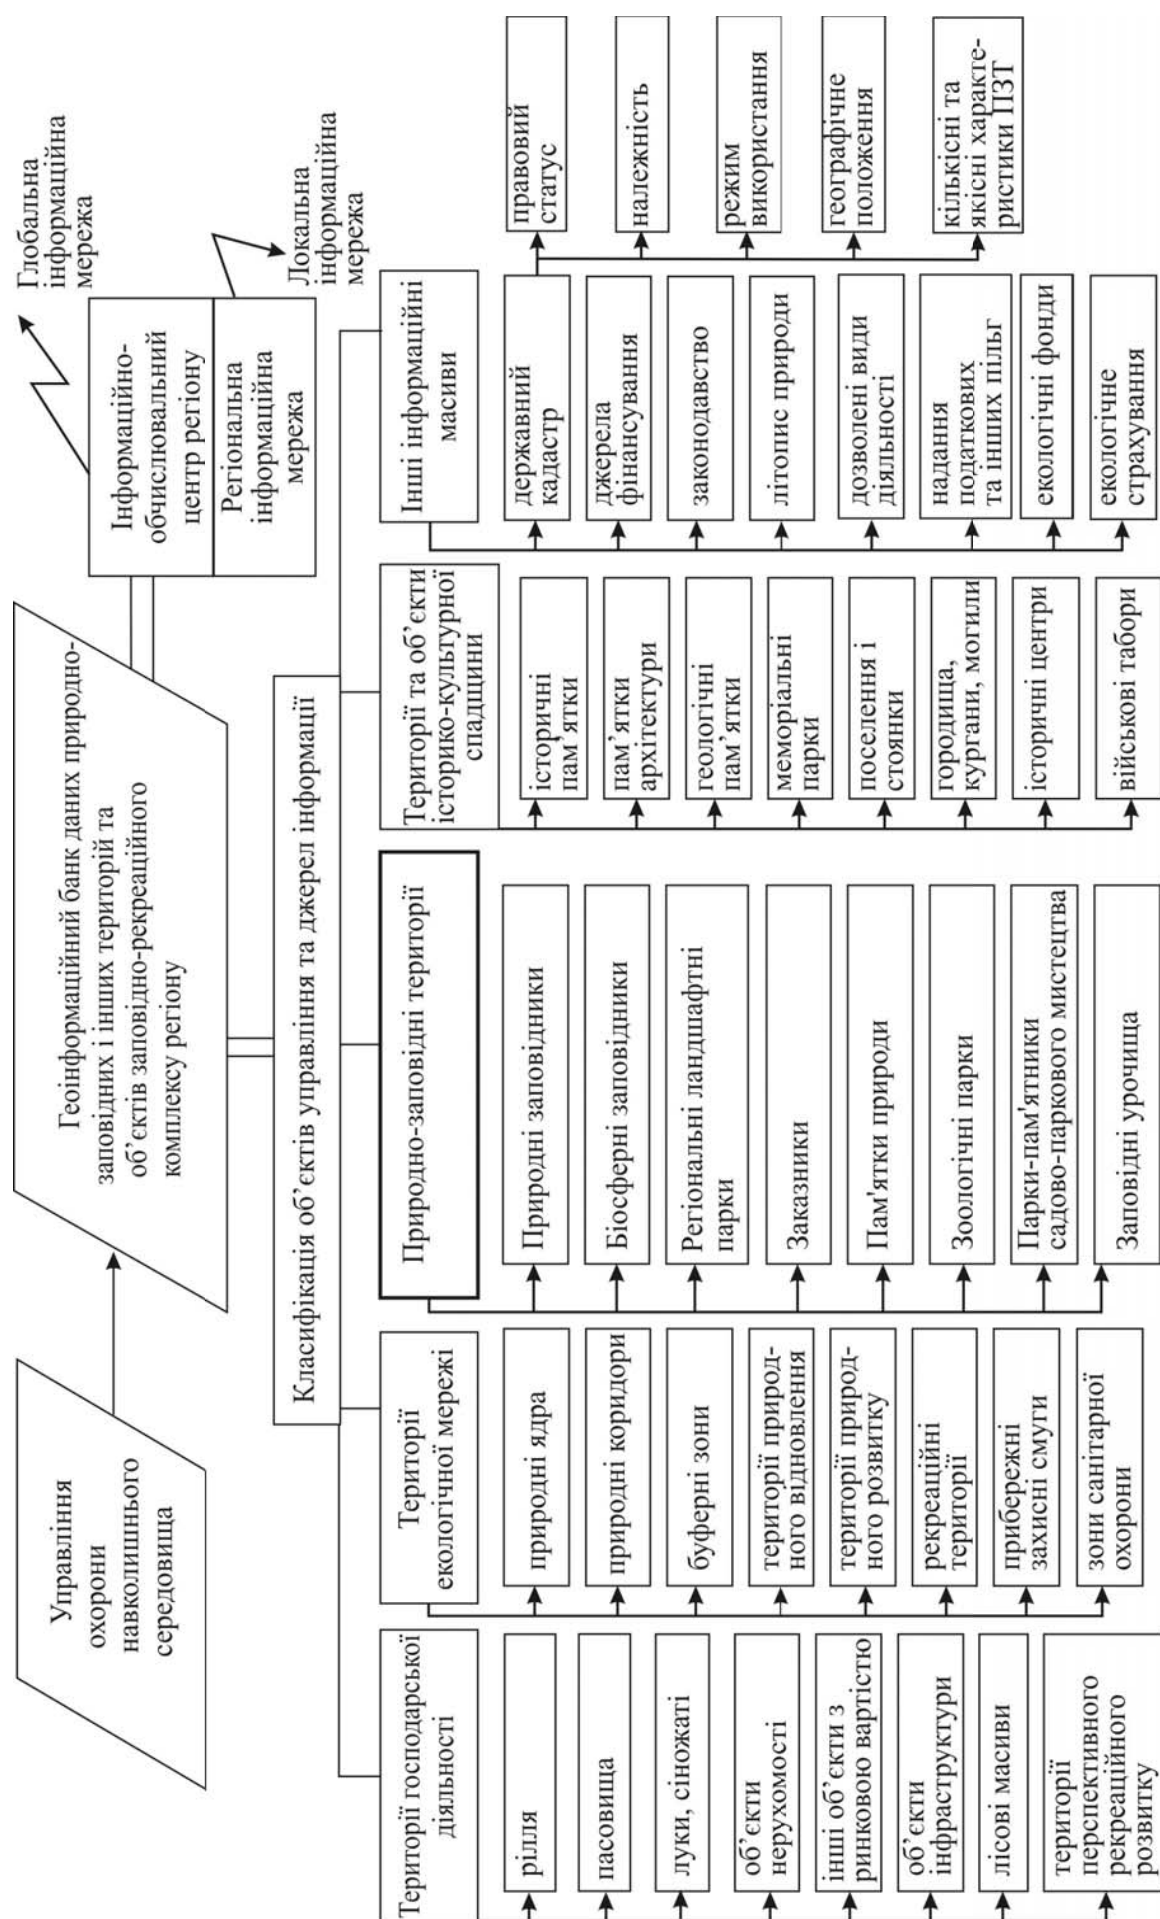 Управління
охорони
навколишнього
середовища
Геоінформаційний банк даних природно-
заповідних і інших територій та
об’єктів заповідно-рекреаційного
комплексу регіону
Інформаційно-
обчислювальний
центр регіону
Регіональна
інформаційна
мережа
Глобальна
інформаційна
мережа
Локальна
інформаційна
мережа
Класифікація об’єктів управління та джерел інформації
Території господарської
діяльності
рілля
пасовища
луки, сіножаті
об’єкти
нерухомості
інші об’єкти з
ринковою вартістю
об’єкти
інфраструктури
лісові масиви
території
перспективного
рекреаційного
розвитку
Території
екологічної мережі
природні ядра
природні коридори
буферні зони
території природ-
ного відновлення
території природ-
ного розвитку
рекреаційні
території
прибережні
захисні смуги
зони санітарної
охорони
Природно-заповідні території
Природні заповідники
Біосферні заповідники
Регіональні ландшафтні
парки
Заказники
Пам'ятки природи
Зоологічні парки
Парки-пам'ятники
садово-паркового мистецтва
Заповідні урочища
Території та об’єкти
історико-культурної
спадщини
історичні
пам’ятки
пам’ятки
архітектури
геологічні
пам’ятки
меморіальні
парки
поселення і
стоянки
городища,
кургани, могили
історичні центри
військові табори
Інші інформаційні
масиви
державний
кадастр
джерела
фінансування
законодавство
літопис природи
дозволені види
діяльності
надання
податкових
та інших пільг
екологічні фонди
екологічне
страхування
правовий
статус
належність
режим
використання
географічне
положення
кількісні та
якісні характе-
ристики ПЗТ